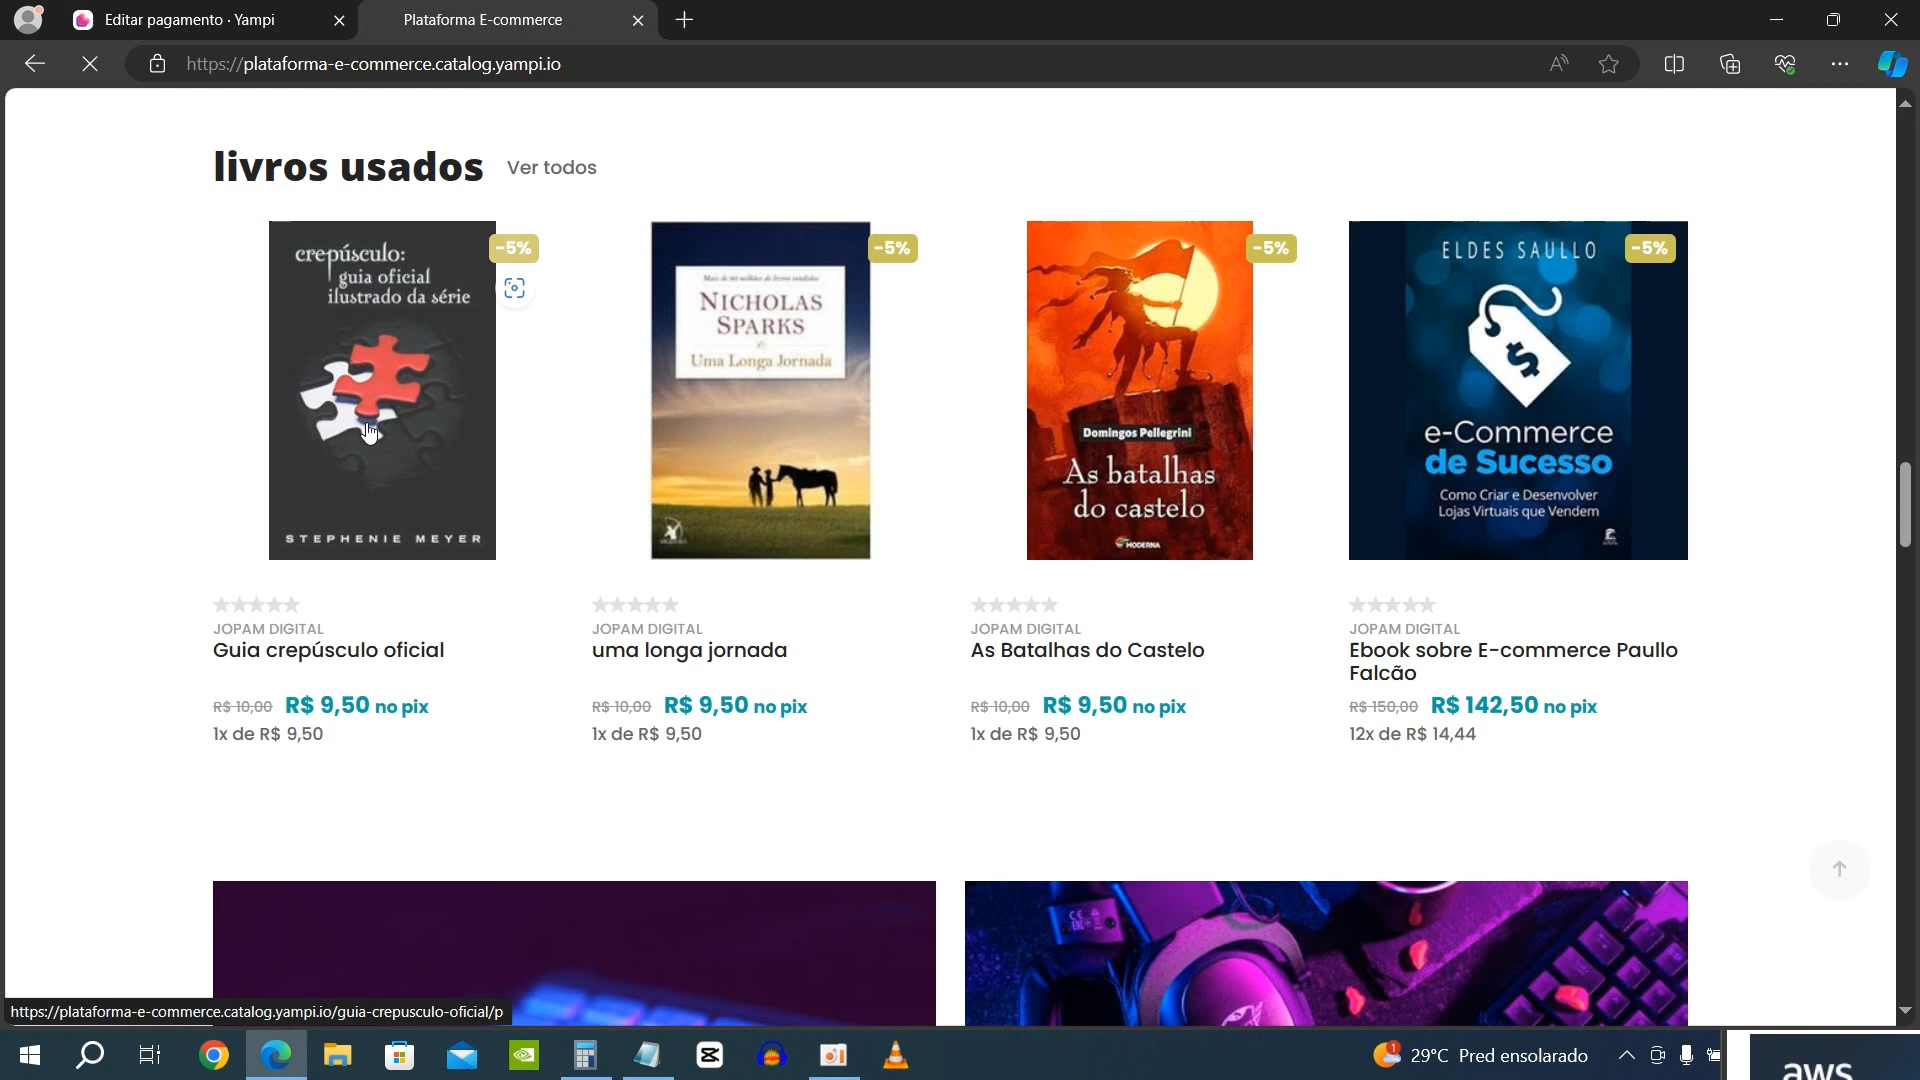 Editar pagamento · Yampi
Plataforma E-commerce
https://plataforma-e-commerce.catalog.yampi.io
livros usados
Ver todos
crepúsculo:
guia oficial
ilustrado da série
STEPHENIE MEYER
-5%
NICHOLAS
SPARKS
Uma Longa Jornada
-5%
Domingos Pellegrini
As batalhas
do castelo
MODERNA
-5%
ELDES SAULLO
$
e-Commerce
de Sucesso
Como Criar e Desenvolver
Lojas Virtuais que Vendem
-5%
JOPAM DIGITAL
Guia crepúsculo oficial
R$ 10,00 R$ 9,50 no pix
1x de R$ 9,50
JOPAM DIGITAL
uma longa jornada
R$ 10,00 R$ 9,50 no pix
1x de R$ 9,50
JOPAM DIGITAL
As Batalhas do Castelo
R$ 10,00 R$ 9,50 no pix
1x de R$ 9,50
JOPAM DIGITAL
Ebook sobre E-commerce Paullo
Falcão
R$ 150,00 R$ 142,50 no pix
12x de R$ 14,44
https://plataforma-e-commerce.catalog.yampi.io/guia-crepusculo-oficial/p
1
29°C Pred ensolarado
aws